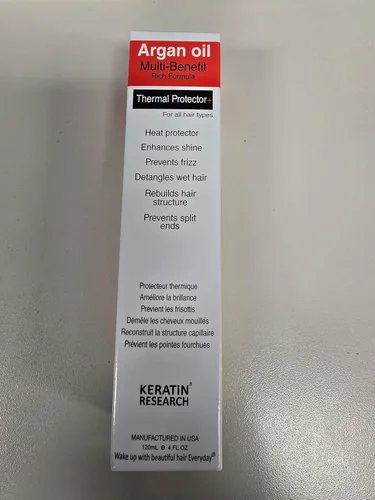 Argan oil
Multi-Benefit
Rich Formula
Thermal Protector+
For all hair types
Heat protector
Enhances shine
Prevents frizz
Detangles wet hair
Rebuilds hair
structure
Prevents split
ends
Protecteur thermique
Améliore la brillance
Prévient les frisottis
Démêle les cheveux mouillés
Reconstruit la structure capillaire
Prévient les pointes fourchues
KERATIN®
RESEARCH
MANUFACTURED IN USA
120mL ℮ 4 FL OZ
Wake up with beautiful hair Everyday®